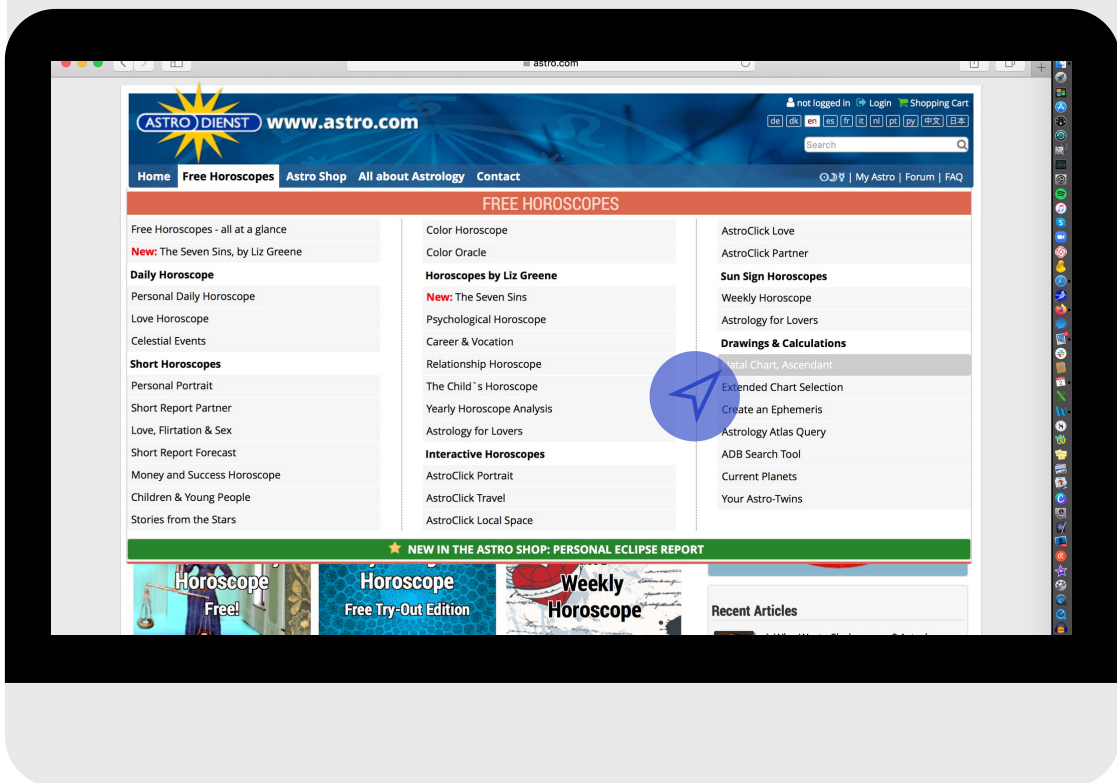 astro.com
ASTRO DIENST www.astro.com
not logged in Login Shopping Cart
de dk en es fr it nl pt ру 中文 日本
Search
Home Free Horoscopes Astro Shop All about Astrology Contact
| My Astro | Forum | FAQ
FREE HOROSCOPES
Free Horoscopes - all at a glance
New: The Seven Sins, by Liz Greene
Daily Horoscope
Personal Daily Horoscope
Love Horoscope
Celestial Events
Short Horoscopes
Personal Portrait
Short Report Partner
Love, Flirtation & Sex
Short Report Forecast
Money and Success Horoscope
Children & Young People
Stories from the Stars
Color Horoscope
Color Oracle
Horoscopes by Liz Greene
New: The Seven Sins
Psychological Horoscope
Career & Vocation
Relationship Horoscope
The Child`s Horoscope
Yearly Horoscope Analysis
Astrology for Lovers
Interactive Horoscopes
AstroClick Portrait
AstroClick Travel
AstroClick Local Space
AstroClick Love
AstroClick Partner
Sun Sign Horoscopes
Weekly Horoscope
Astrology for Lovers
Drawings & Calculations
Natal Chart, Ascendant
Extended Chart Selection
Create an Ephemeris
Astrology Atlas Query
ADB Search Tool
Current Planets
Your Astro-Twins
NEW IN THE ASTRO SHOP: PERSONAL ECLIPSE REPORT
Horoscope
Free!
Horoscope
Free Try-Out Edition
Weekly
Horoscope
Recent Articles